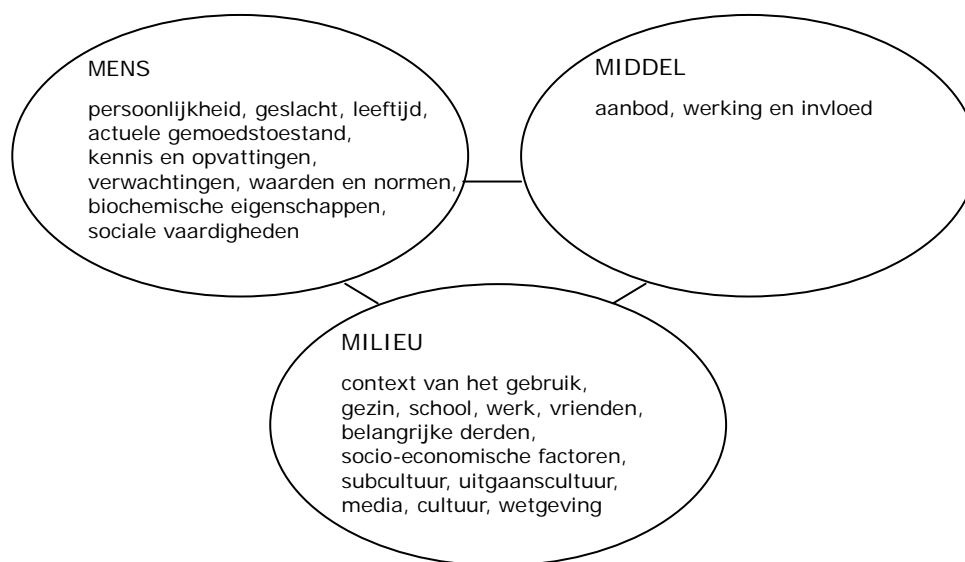 MENS
persoonlijkheid, geslacht, leeftijd,
actuele gemoedstoestand,
kennis en opvattingen,
verwachtingen, waarden en normen,
biochemische eigenschappen,
sociale vaardigheden
MIDDEL
aanbod, werking en invloed
MILIEU
context van het gebruik,
gezin, school, werk, vrienden,
belangrijke derden,
socio-economische factoren,
subcultuur, uitgaanscultuur,
media, cultuur, wetgeving